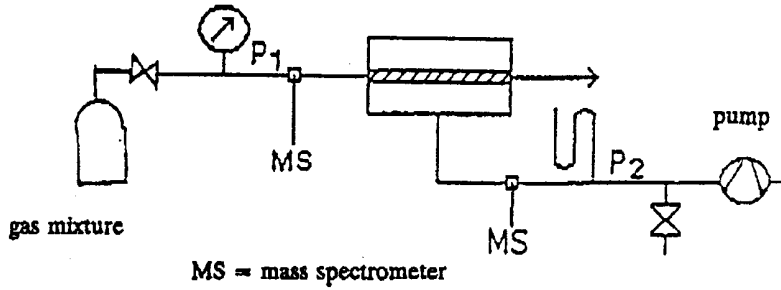 P1
MS
pump
P2
gas mixture
MS
MS = mass spectrometer